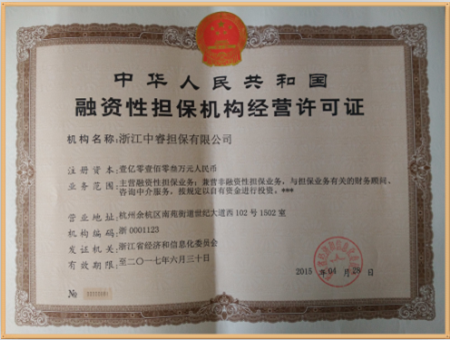 中华人民共和国
融资性担保机构经营许可证
机构名称：浙江中睿担保有限公司
注册资本：壹亿零壹佰零叁万元人民币
业务范围：主营融资性担保业务；兼营非融资性担保业务，与担保业务有关的财务顾问、
咨询中介服务，按规定以自有资金进行投资。***
营业地址：杭州余杭区南苑街道世纪大道西102号1502室
机构编码：浙0001123
发证机关：浙江省经济和信息化委员会
有效期限：至二〇一七年六月三十日
2015年04月28日
№